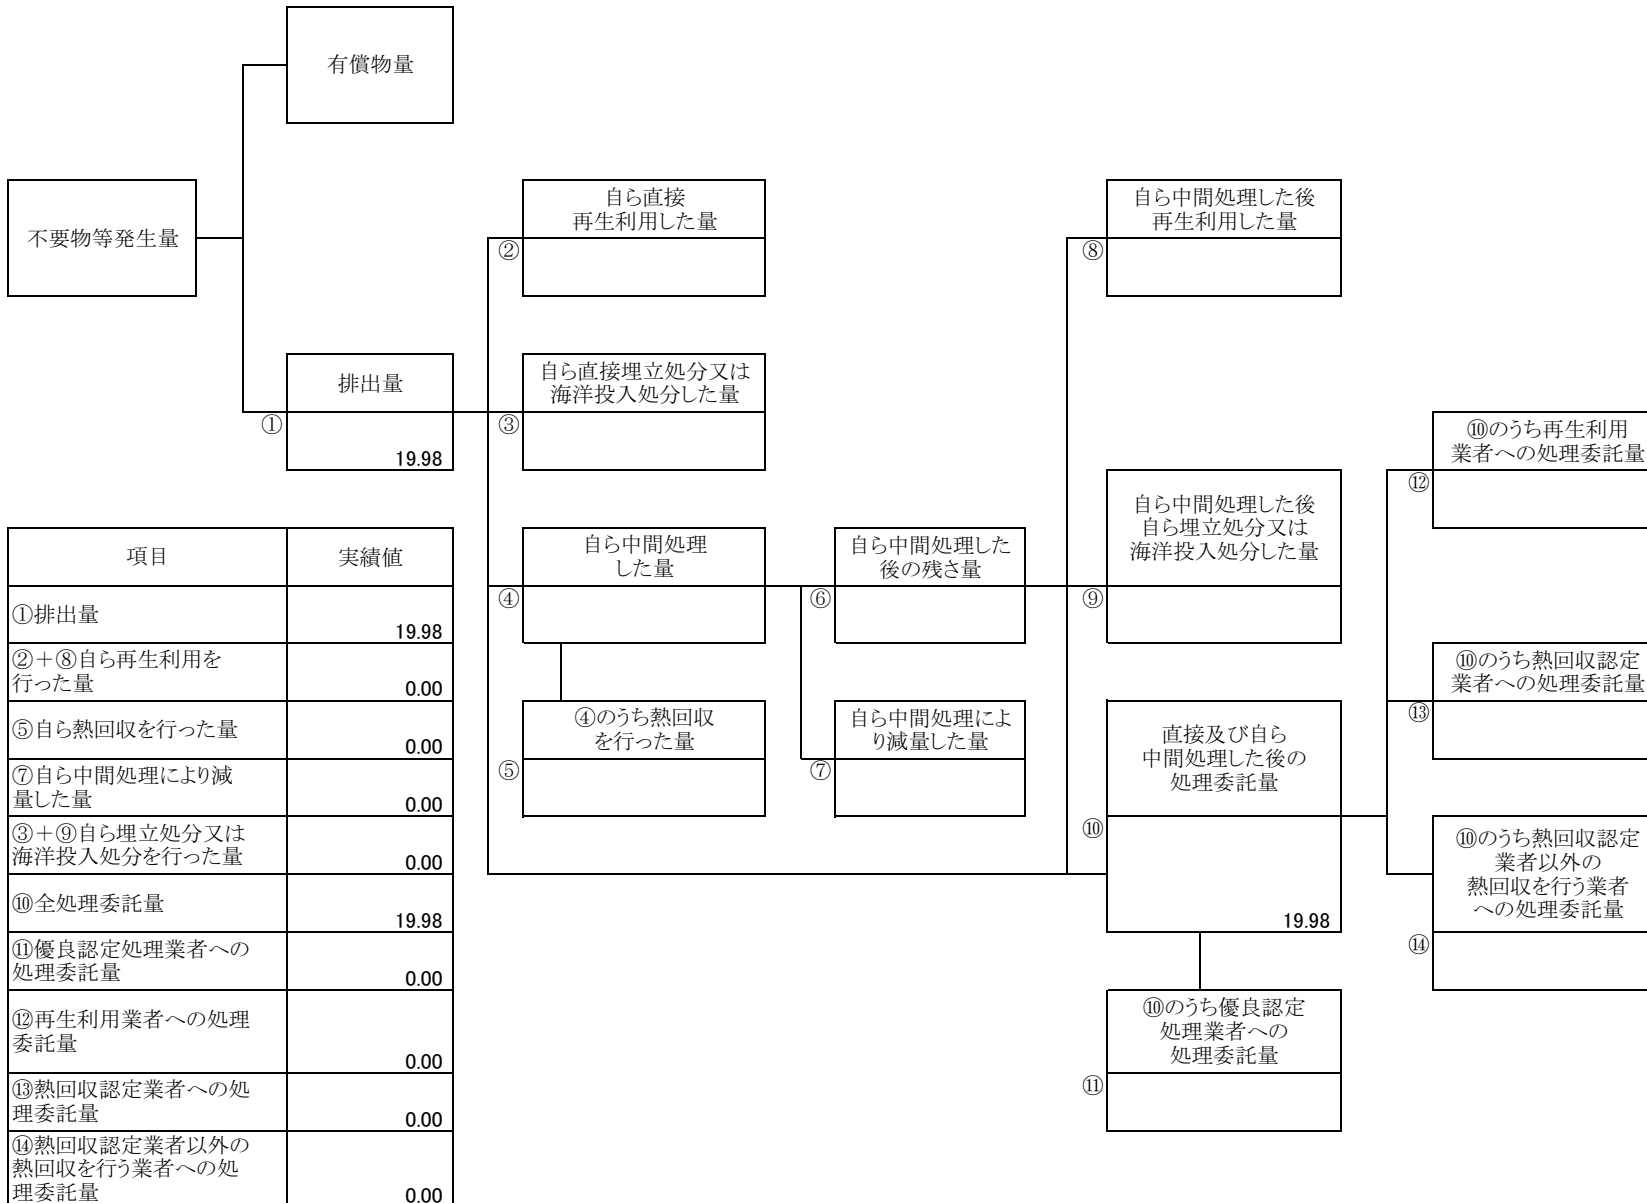 有償物量
不要物等発生量
排出量
①
19.98
自ら直接
再生利用した量
②
自ら直接埋立処分又は
海洋投入処分した量
③
自ら中間処理
した量
④
④のうち熱回収
を行った量
⑤
自ら中間処理した
後の残さ量
⑥
自ら中間処理によ
り減量した量
⑦
自ら中間処理した後
再生利用した量
⑧
自ら中間処理した後
自ら埋立処分又は
海洋投入処分した量
⑨
直接及び自ら
中間処理した後の
処理委託量
⑩
19.98
⑩のうち優良認定
処理業者への
処理委託量
⑪
⑩のうち再生利用
業者への処理委託量
⑫
⑩のうち熱回収認定
業者への処理委託量
⑬
⑩のうち熱回収認定
業者以外の
熱回収を行う業者
への処理委託量
⑭
項目 実績値
①排出量
19.98
②+⑧自ら再生利用を
行った量
0.00
⑤自ら熱回収を行った量
0.00
⑦自ら中間処理により減
量した量
0.00
③+⑨自ら埋立処分又は
海洋投入処分を行った量
0.00
⑩全処理委託量
19.98
⑪優良認定処理業者への
処理委託量
0.00
⑫再生利用業者への処理
委託量
0.00
⑬熱回収認定業者への処
理委託量
0.00
⑭熱回収認定業者以外の
熱回収を行う業者への処
理委託量
0.00